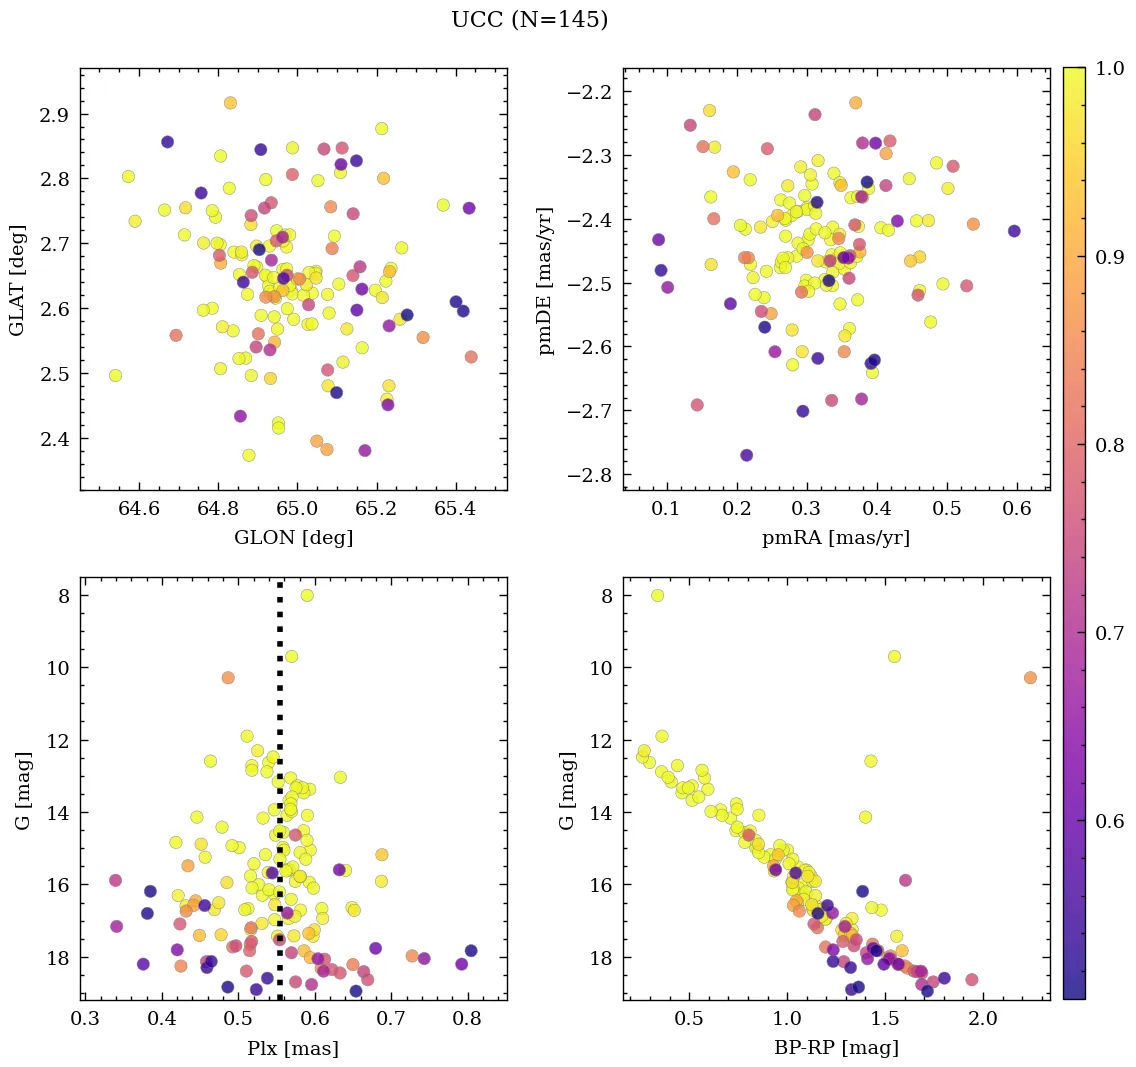 UCC (N=145)
2.9
2.8
2.7
2.6
2.5
2.4
GLAT [deg]
64.6 64.8 65.0 65.2 65.4
GLON [deg]
−2.2
−2.3
−2.4
−2.5
−2.6
−2.7
−2.8
pmDE [mas/yr]
0.1 0.2 0.3 0.4 0.5 0.6
pmRA [mas/yr]
1.0
0.9
0.8
0.7
0.6
8
10
12
14
16
18
G [mag]
0.3 0.4 0.5 0.6 0.7 0.8
Plx [mas]
8
10
12
14
16
18
G [mag]
0.5 1.0 1.5 2.0
BP-RP [mag]